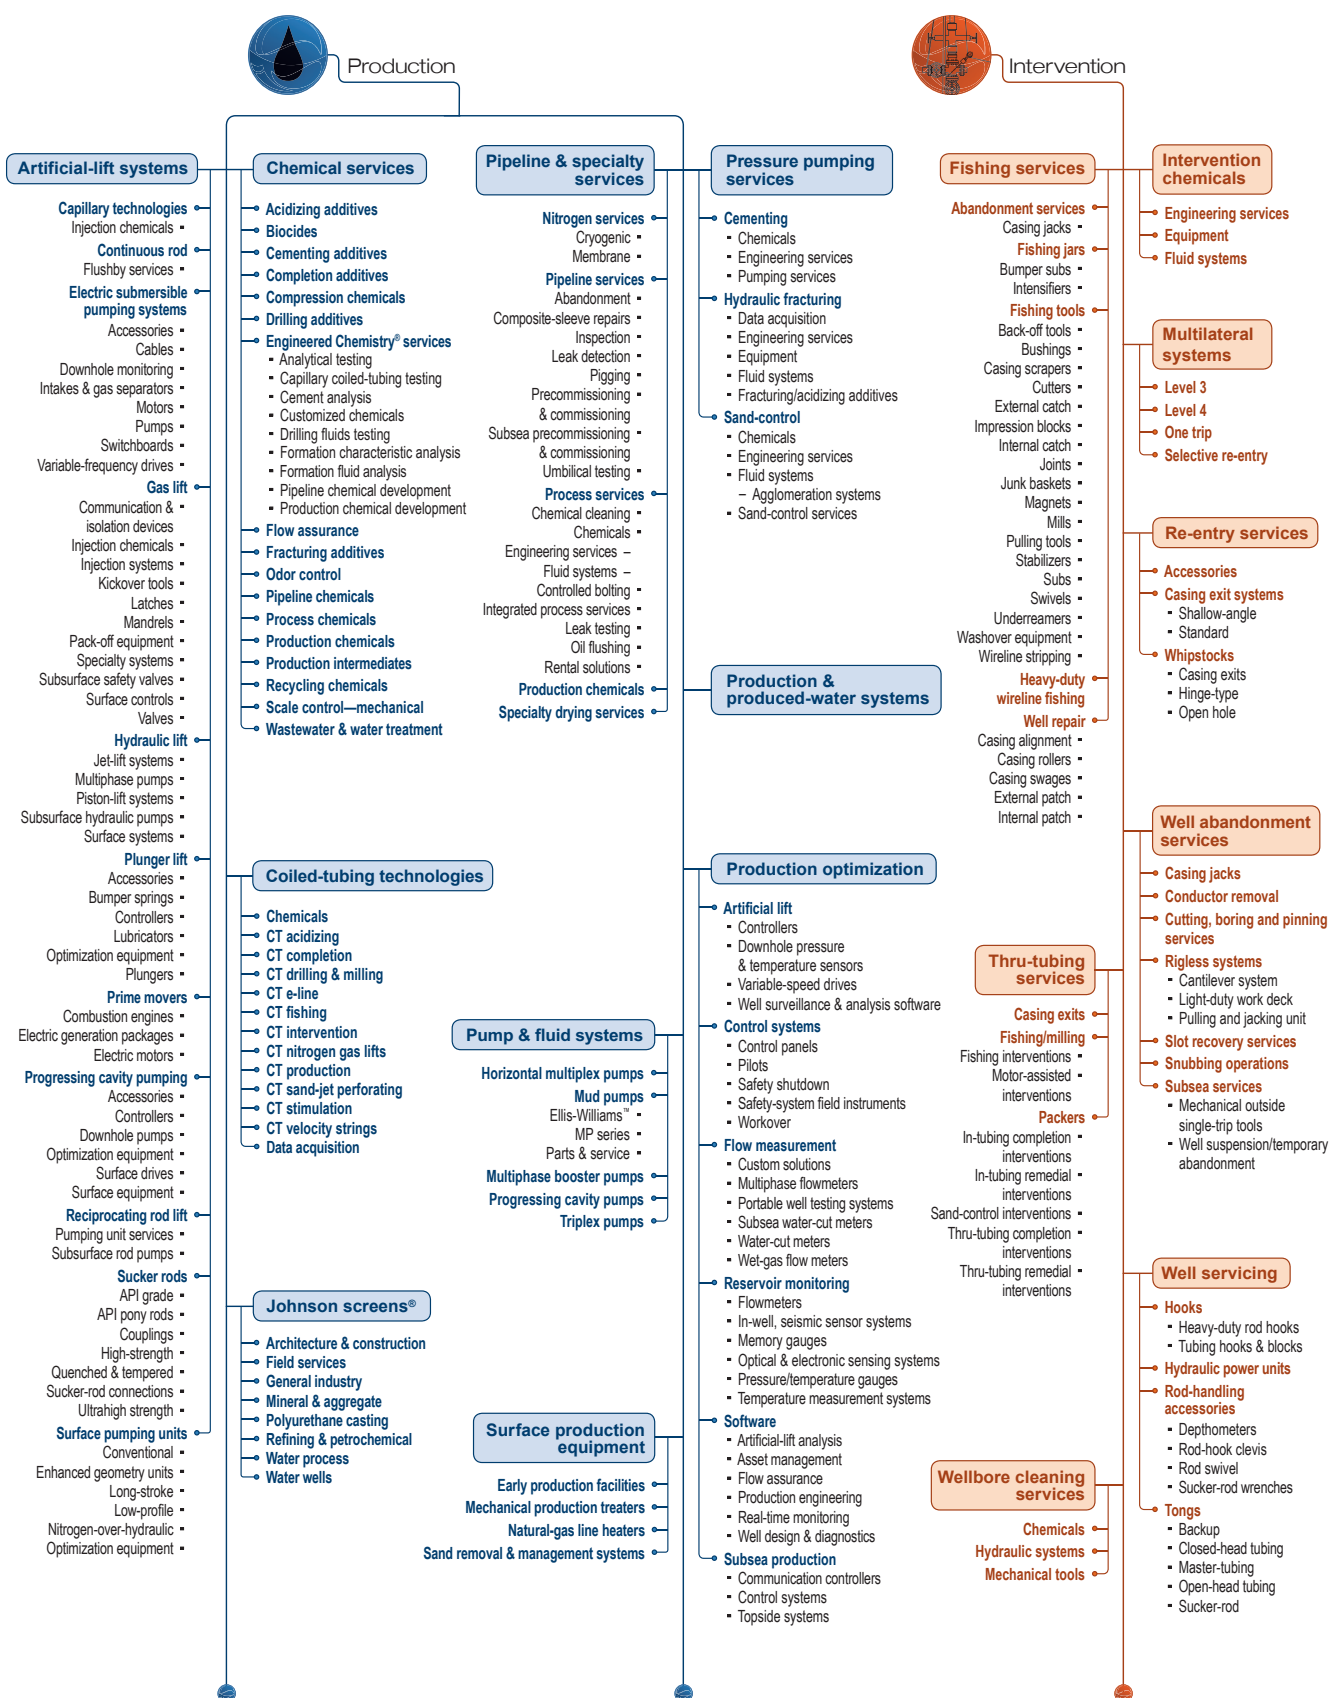 Production
Artificial-lift systems
Capillary technologies
Injection chemicals
Continuous rod
Flushby services
Electric submersible
pumping systems
Accessories
Cables
Downhole monitoring
Intakes & gas separators
Motors
Pumps
Switchboards
Variable-frequency drives
Gas lift
Communication &
isolation devices
Injection chemicals
Injection systems
Kickover tools
Latches
Mandrels
Pack-off equipment
Specialty systems
Subsurface safety valves
Surface controls
Valves
Hydraulic lift
Jet-lift systems
Multiphase pumps
Piston-lift systems
Subsurface hydraulic pumps
Surface systems
Plunger lift
Accessories
Bumper springs
Controllers
Lubricators
Optimization equipment
Plungers
Prime movers
Combustion engines
Electric generation packages
Electric motors
Progressing cavity pumping
Accessories
Controllers
Downhole pumps
Optimization equipment
Surface drives
Surface equipment
Reciprocating rod lift
Pumping unit services
Subsurface rod pumps
Sucker rods
API grade
API pony rods
Couplings
High-strength
Quenched & tempered
Sucker-rod connections
Ultrahigh strength
Surface pumping units
Conventional
Enhanced geometry units
Long-stroke
Low-profile
Nitrogen-over-hydraulic
Optimization equipment
Chemical services
Acidizing additives
Biocides
Cementing additives
Completion additives
Compression chemicals
Drilling additives
Engineered Chemistry® services
Analytical testing
Capillary coiled-tubing testing
Cement analysis
Customized chemicals
Drilling fluids testing
Formation characteristic analysis
Formation fluid analysis
Pipeline chemical development
Production chemical development
Flow assurance
Fracturing additives
Odor control
Pipeline chemicals
Process chemicals
Production chemicals
Production intermediates
Recycling chemicals
Scale control—mechanical
Wastewater & water treatment
Coiled-tubing technologies
Chemicals
CT acidizing
CT completion
CT drilling & milling
CT e-line
CT fishing
CT intervention
CT nitrogen gas lifts
CT production
CT sand-jet perforating
CT stimulation
CT velocity strings
Data acquisition
Johnson screens®
Architecture & construction
Field services
General industry
Mineral & aggregate
Polyurethane casting
Refining & petrochemical
Water process
Water wells
Pipeline & specialty
services
Nitrogen services
Cryogenic
Membrane
Pipeline services
Abandonment
Composite-sleeve repairs
Inspection
Leak detection
Pigging
Precommissioning
& commissioning
Subsea precommissioning
& commissioning
Umbilical testing
Process services
Chemical cleaning
Chemicals
Engineering services –
Fluid systems –
Controlled bolting
Integrated process services
Leak testing
Oil flushing
Rental solutions
Production chemicals
Specialty drying services
Pump & fluid systems
Horizontal multiplex pumps
Mud pumps
Ellis-Williams™
MP series
Parts & service
Multiphase booster pumps
Progressing cavity pumps
Triplex pumps
Surface production
equipment
Early production facilities
Mechanical production treaters
Natural-gas line heaters
Sand removal & management systems
Pressure pumping
services
Cementing
Chemicals
Engineering services
Pumping services
Hydraulic fracturing
Data acquisition
Engineering services
Equipment
Fluid systems
Fracturing/acidizing additives
Sand-control
Chemicals
Engineering services
Fluid systems
– Agglomeration systems
Sand-control services
Production &
produced-water systems
Production optimization
Artificial lift
Controllers
Downhole pressure
& temperature sensors
Variable-speed drives
Well surveillance & analysis software
Control systems
Control panels
Pilots
Safety shutdown
Safety-system field instruments
Workover
Flow measurement
Custom solutions
Multiphase flowmeters
Portable well testing systems
Subsea water-cut meters
Water-cut meters
Wet-gas flow meters
Reservoir monitoring
Flowmeters
In-well, seismic sensor systems
Memory gauges
Optical & electronic sensing systems
Pressure/temperature gauges
Temperature measurement systems
Software
Artificial-lift analysis
Asset management
Flow assurance
Production engineering
Real-time monitoring
Well design & diagnostics
Subsea production
Communication controllers
Control systems
Topside systems
Intervention
Fishing services
Abandonment services
Casing jacks
Fishing jars
Bumper subs
Intensifiers
Fishing tools
Back-off tools
Bushings
Casing scrapers
Cutters
External catch
Impression blocks
Internal catch
Joints
Junk baskets
Magnets
Mills
Pulling tools
Stabilizers
Subs
Swivels
Underreamers
Washover equipment
Wireline stripping
Heavy-duty
wireline fishing
Well repair
Casing alignment
Casing rollers
Casing swages
External patch
Internal patch
Thru-tubing
services
Casing exits
Fishing/milling
Fishing interventions
Motor-assisted
interventions
Packers
In-tubing completion
interventions
In-tubing remedial
interventions
Sand-control interventions
Thru-tubing completion
interventions
Thru-tubing remedial
interventions
Wellbore cleaning
services
Chemicals
Hydraulic systems
Mechanical tools
Intervention
chemicals
Engineering services
Equipment
Fluid systems
Multilateral
systems
Level 3
Level 4
One trip
Selective re-entry
Re-entry services
Accessories
Casing exit systems
Shallow-angle
Standard
Whipstocks
Casing exits
Hinge-type
Open hole
Well abandonment
services
Casing jacks
Conductor removal
Cutting, boring and pinning
services
Rigless systems
Cantilever system
Light-duty work deck
Pulling and jacking unit
Slot recovery services
Snubbing operations
Subsea services
Mechanical outside
single-trip tools
Well suspension/temporary
abandonment
Well servicing
Hooks
Heavy-duty rod hooks
Tubing hooks & blocks
Hydraulic power units
Rod-handling
accessories
Depthometers
Rod-hook clevis
Rod swivel
Sucker-rod wrenches
Tongs
Backup
Closed-head tubing
Master-tubing
Open-head tubing
Sucker-rod